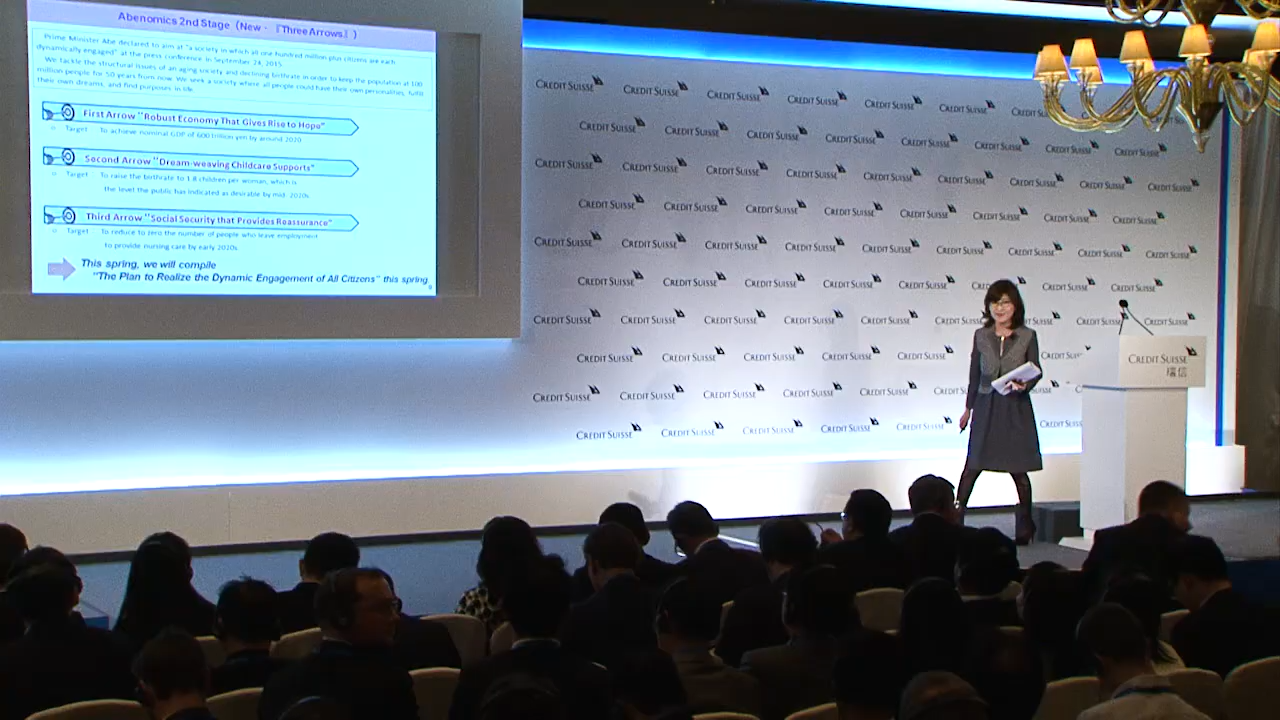 Abenomics 2nd Stage (New・『Three Arrows』)
Prime Minister Abe declared to aim at "a society in which all one hundred million plus citizens are each
dynamically engaged" at the press conference in September 24, 2015.
We tackle the structural issues of an aging society and declining birthrate in order to keep the population at 100
million people for 50 years from now. We seek a society where all people could have their own personalities, fulfill
their own dreams, and find purposes in life.
First Arrow "Robust Economy That Gives Rise to Hope"
Target To achieve nominal GDP of 600 trillion yen by around 2020
Second Arrow "Dream-weaving Childcare Supports"
Target To raise the birthrate to 1.8 children per woman, which is
the level the public has indicated as desirable by mid-2020s
Third Arrow "Social Security that Provides Reassurance"
Target To reduce to zero the number of people who leave employment
to provide nursing care by early 2020s
This spring, we will compile
"The Plan to Realize the Dynamic Engagement of All Citizens" this spring.
CREDIT SUISSE
CREDIT SUISSE
瑞信